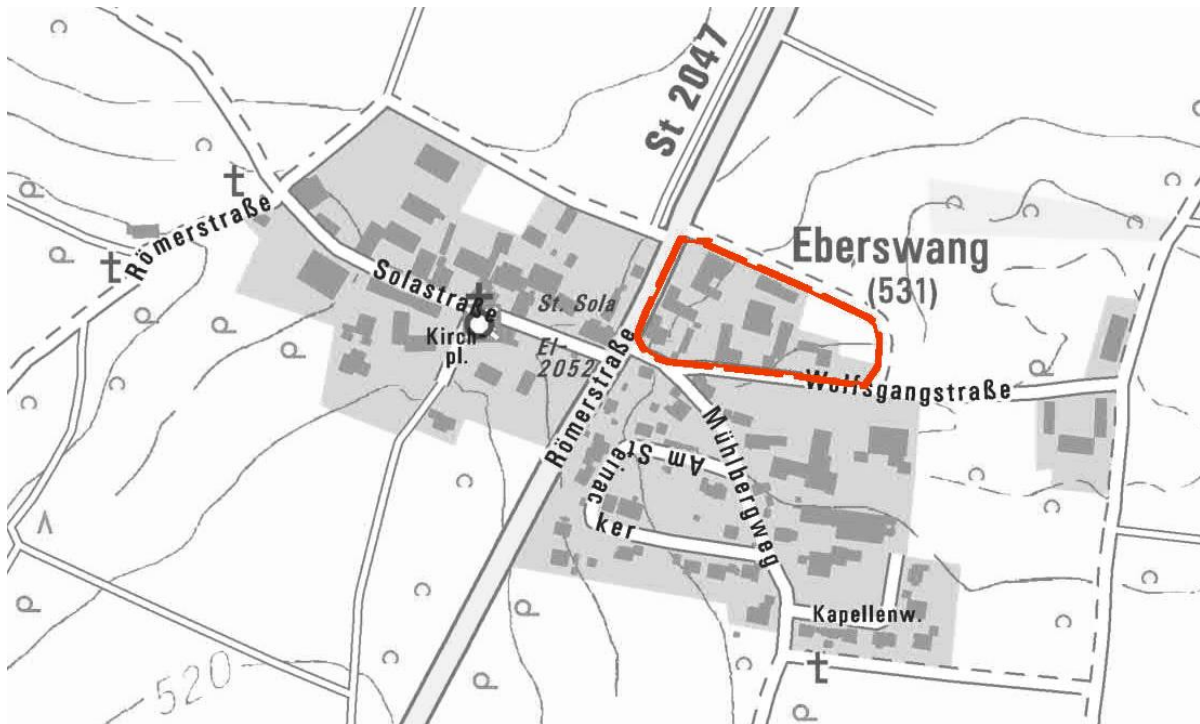 St 2047
Römerstraße
Eberswang
(531)
Solastraße
St. Sola
Kirch
pl.
El-
2052
Römerstraße
Wolfsgangstraße
Mühlbergweg
Am Steinac
ker
Kapellenw.
520